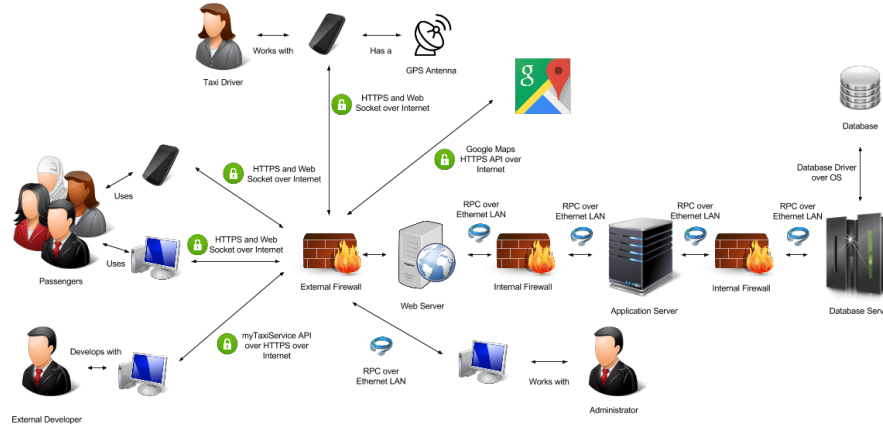 Works with
Has a
Taxi Driver
GPS Antenna
HTTPS and Web
Socket over Internet
g
Google Maps
HTTPS API over
Internet
Database
Database Driver
over OS
HTTPS and Web
Socket over Internet
Uses
RPC over
Ethernet LAN
RPC over
Ethernet LAN
RPC over
Ethernet LAN
RPC over
Ethernet LAN
HTTPS and Web
Socket over Internet
Uses
Passengers
External Firewall
Web Server
Internal Firewall
Application Server
Internal Firewall
Database Serv
myTaxiService API
over HTTPS over
Internet
Develops with
RPC over
Ethernet LAN
Works with
External Developer
Administrator